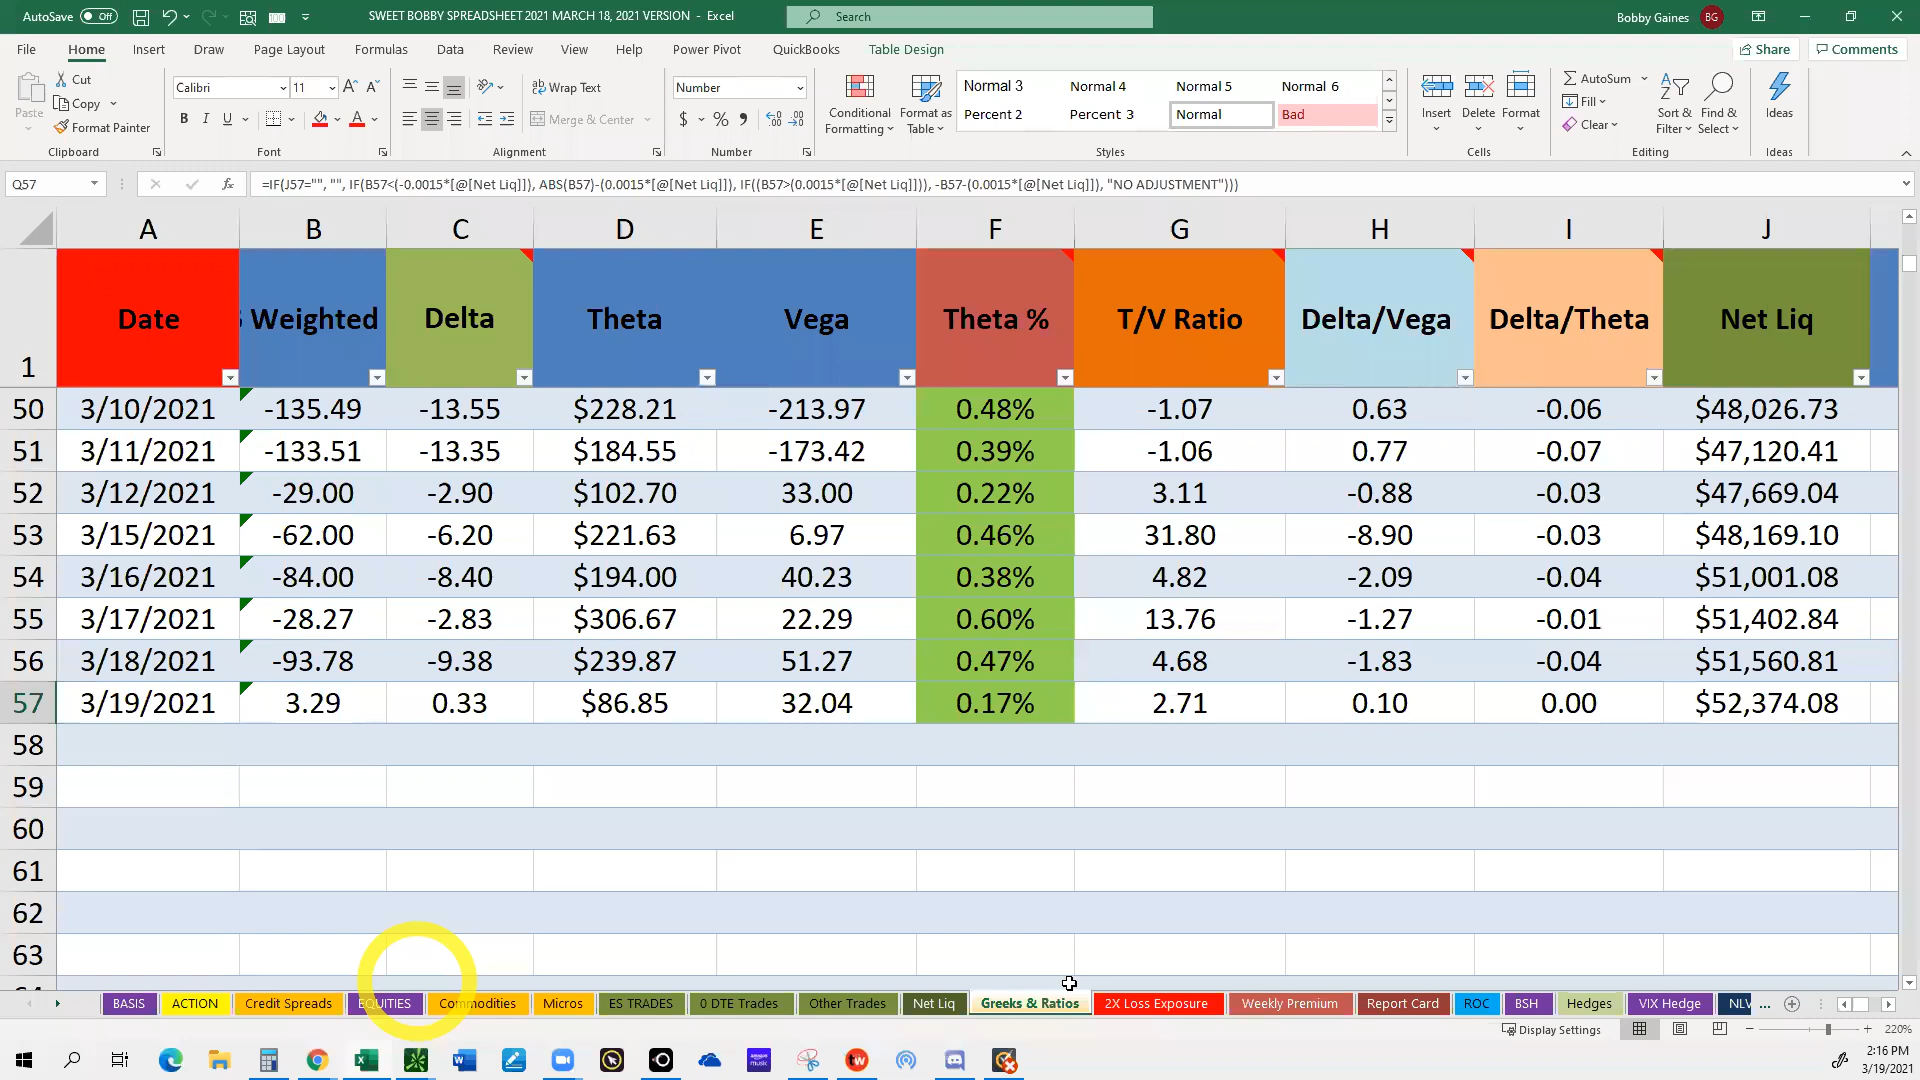 AutoSave Off SWEET BOBBY SPREADSHEET 2021 MARCH 18, 2021 VERSION - Excel Search Bobby Gaines BG
File Home Insert Draw Page Layout Formulas Data Review View Help Power Pivot QuickBooks Table Design Share Comments
Cut
Copy
Format Painter
Paste
Clipboard
Calibri 11
B I U A
Font
Wrap Text
Merge & Center
Alignment
Number
$ % 9
Number
Conditional Formatting
Format as Table
Normal 3 Normal 4 Normal 5 Normal 6
Percent 2 Percent 3 Normal Bad
Styles
Insert Delete Format
Cells
AutoSum
Fill
Clear
Sort & Filter
Find & Select
Editing
Ideas
Ideas
Q57 fx =IF(J57="", "", IF(B57<(-0.0015*[@[Net Liq]]), ABS(B57)-(0.0015*[@[Net Liq]]), IF((B57>(0.0015*[@[Net Liq]])), -B57-(0.0015*[@[Net Liq]]), "NO ADJUSTMENT")))
A B C D E F G H I J
1 Date Weighted Delta Theta Vega Theta % T/V Ratio Delta/Vega Delta/Theta Net Liq
50 3/10/2021 -135.49 -13.55 $228.21 -213.97 0.48% -1.07 0.63 -0.06 $48,026.73
51 3/11/2021 -133.51 -13.35 $184.55 -173.42 0.39% -1.06 0.77 -0.07 $47,120.41
52 3/12/2021 -29.00 -2.90 $102.70 33.00 0.22% 3.11 -0.88 -0.03 $47,669.04
53 3/15/2021 -62.00 -6.20 $221.63 6.97 0.46% 31.80 -8.90 -0.03 $48,169.10
54 3/16/2021 -84.00 -8.40 $194.00 40.23 0.38% 4.82 -2.09 -0.04 $51,001.08
55 3/17/2021 -28.27 -2.83 $306.67 22.29 0.60% 13.76 -1.27 -0.01 $51,402.84
56 3/18/2021 -93.78 -9.38 $239.87 51.27 0.47% 4.68 -1.83 -0.04 $51,560.81
57 3/19/2021 3.29 0.33 $86.85 32.04 0.17% 2.71 0.10 0.00 $52,374.08
58
59
60
61
62
63
BASIS ACTION Credit Spreads EQUITIES Commodities Micros ES TRADES 0 DTE Trades Other Trades Net Liq Greeks & Ratios 2X Loss Exposure Weekly Premium Report Card ROC BSH Hedges VIX Hedge NLV ...
Display Settings 220%
2:16 PM
3/19/2021